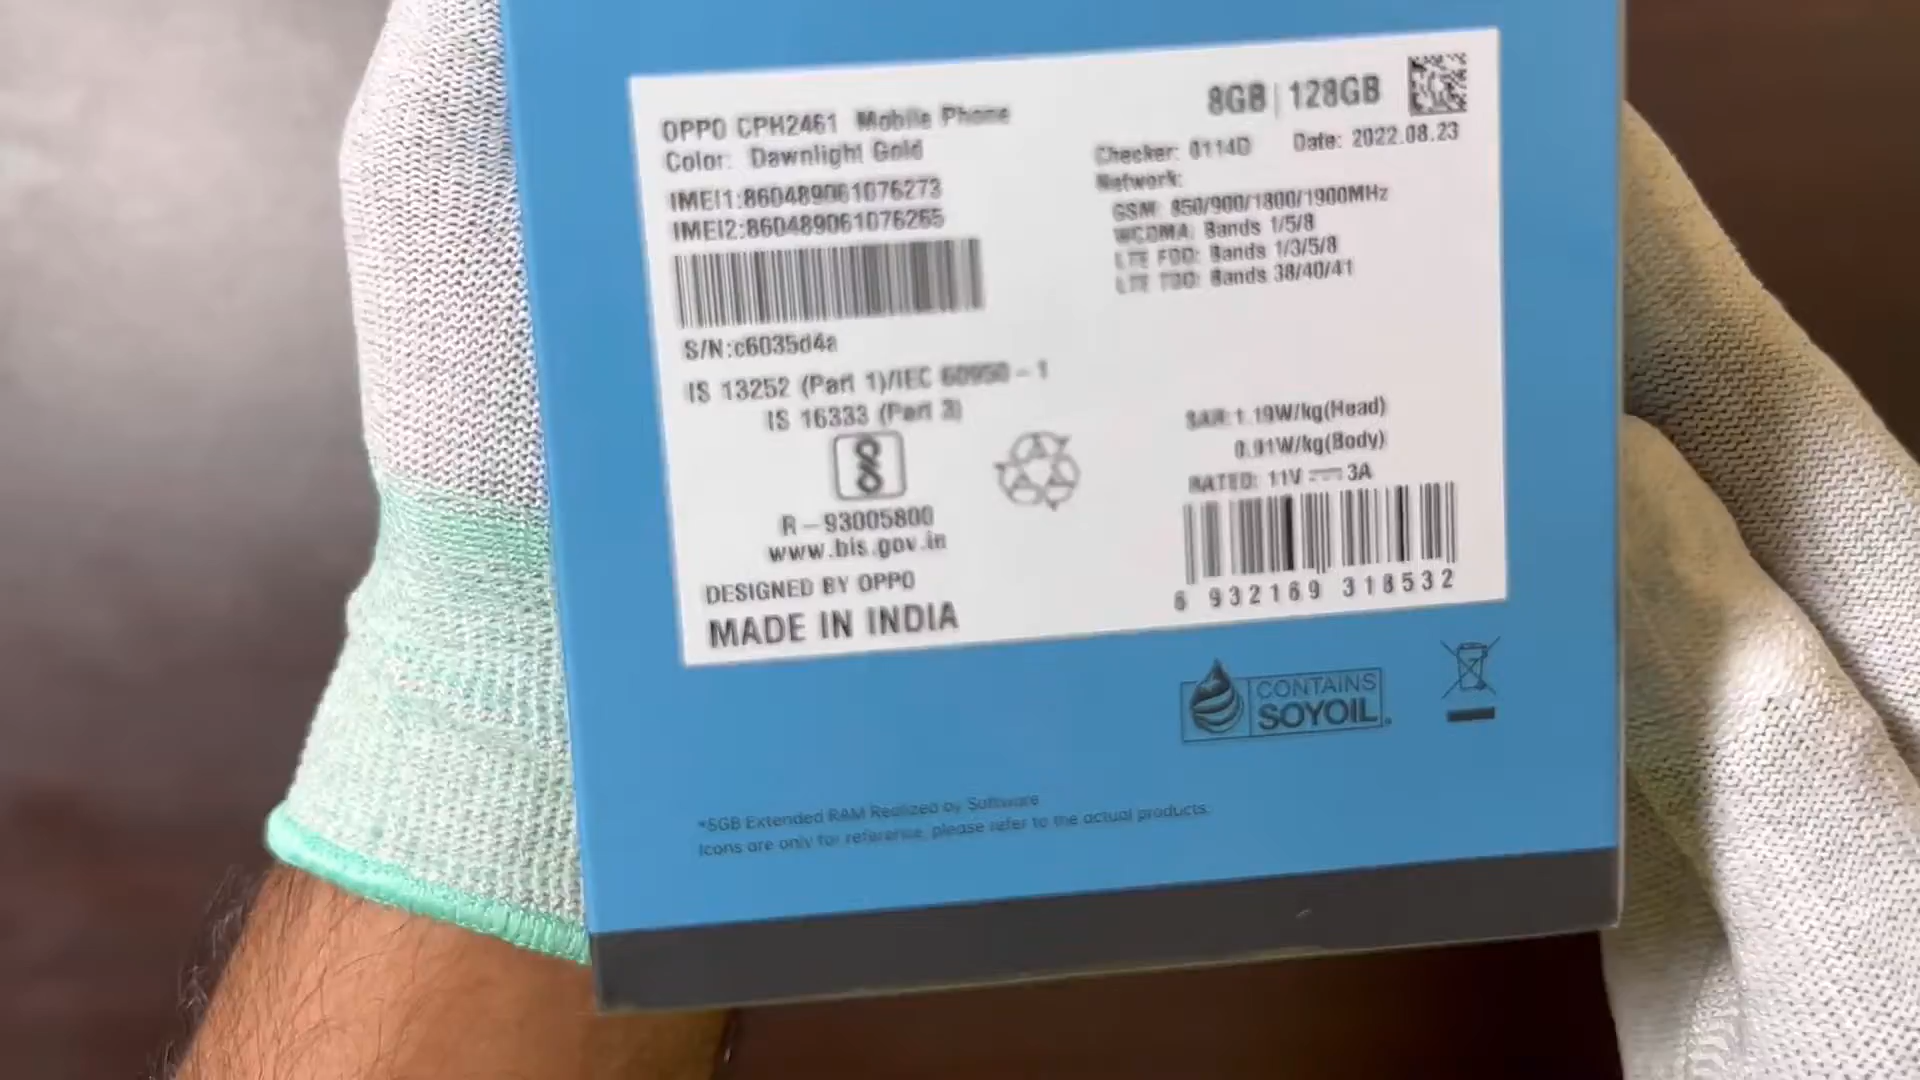 OPPO CPH2461 Mobile Phone
Color: Dawnlight Gold
IMEI1:860489061076273
IMEI2:860489061076265
S/N:c6035d4a
IS 13252 (Part 1)/IEC 60950-1
IS 16333 (Part 3)
R-93005800
www.bis.gov.in
DESIGNED BY OPPO
MADE IN INDIA
8GB | 128GB
Checker: 0114D Date: 2022.08.23
Network:
GSM: 850/900/1800/1900MHz
WCDMA: Bands 1/5/8
LTE FDD: Bands 1/3/5/8
LTE TDD: Bands 38/40/41
SAR:1.19W/kg(Head)
0.91W/kg(Body)
RATED: 11V ⎓ 3A
6 932169 318532
CONTAINS
SOYOIL
*5GB Extended RAM Realized by Software
Icons are only for reference, please refer to the actual products.